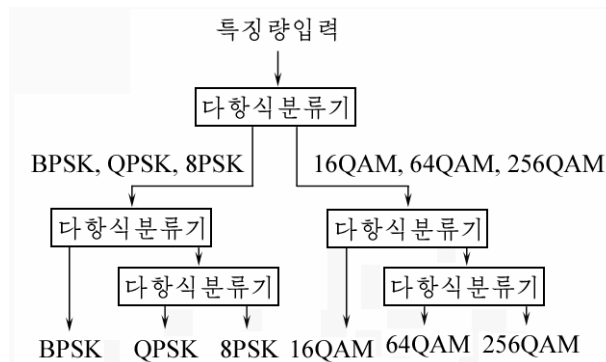 특징량입력
다항식분류기
BPSK, QPSK, 8PSK
16QAM, 64QAM, 256QAM
다항식분류기
다항식분류기
다항식분류기
다항식분류기
BPSK
QPSK
8PSK
16QAM
64QAM
256QAM